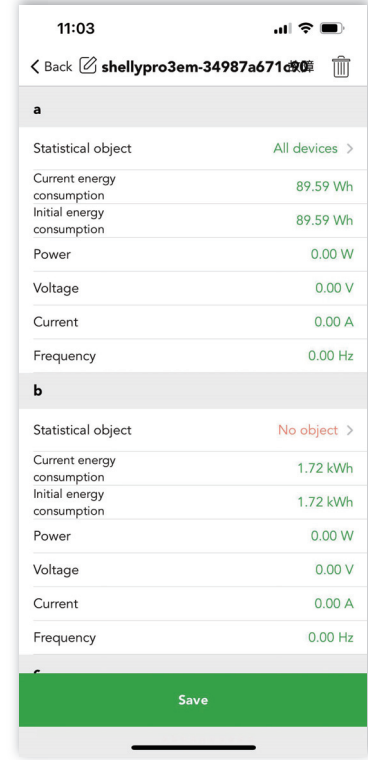 11:03
Back shellypro3em-34987a671c90 故障
a
Statistical object All devices >
Current energy
consumption 89.59 Wh
Initial energy
consumption 89.59 Wh
Power 0.00 W
Voltage 0.00 V
Current 0.00 A
Frequency 0.00 Hz
b
Statistical object No object >
Current energy
consumption 1.72 kWh
Initial energy
consumption 1.72 kWh
Power 0.00 W
Voltage 0.00 V
Current 0.00 A
Frequency 0.00 Hz
Save